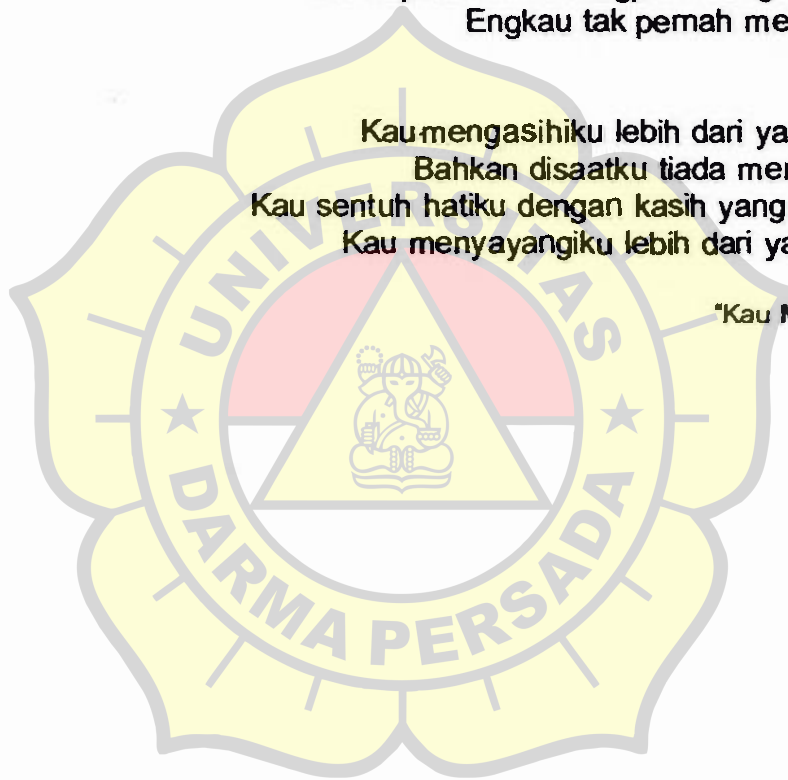 Engkau tak pernah me
Kau mengasihiku lebih dari ya
Bahkan disaatku tiada mer
Kau sentuh hatiku dengan kasih yang
Kau menyayangiku lebih dari ya
"Kau M
UNIVERSITAS
DARMA PERSADA